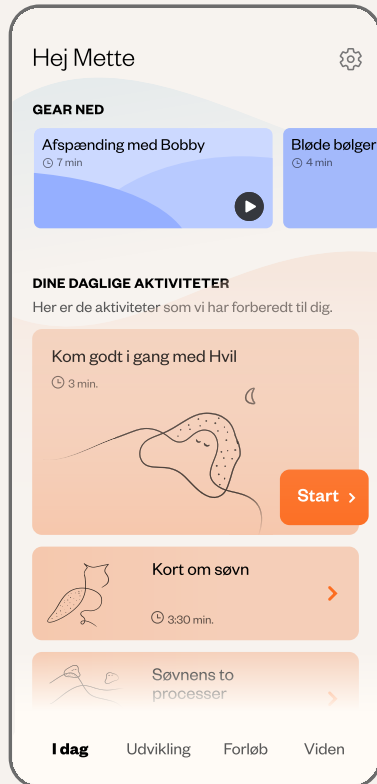 Hej Mette
GEAR NED
Afspænding med Bobby
7 min
Bløde bølger
4 min
DINE DAGLIGE AKTIVITETER
Her er de aktiviteter som vi har forberedt til dig.
Kom godt i gang med Hvil
3 min.
Start
Kort om søvn
3:30 min.
Søvnens to
processer
I dag
Udvikling
Forløb
Viden